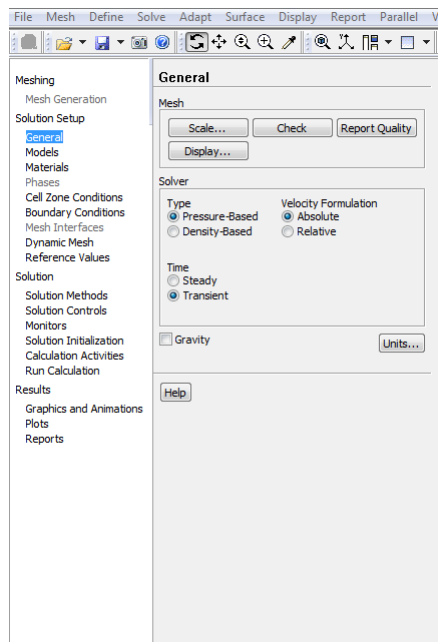 File Mesh Define Solve Adapt Surface Display Report Parallel
Meshing
Mesh Generation
Solution Setup
General
Models
Materials
Phases
Cell Zone Conditions
Boundary Conditions
Mesh Interfaces
Dynamic Mesh
Reference Values
Solution
Solution Methods
Solution Controls
Monitors
Solution Initialization
Calculation Activities
Run Calculation
Results
Graphics and Animations
Plots
Reports
General
Mesh
Scale... Check Report Quality
Display...
Solver
Type Velocity Formulation
Pressure-Based Absolute
Density-Based Relative
Time
Steady
Transient
Gravity Units...
Help